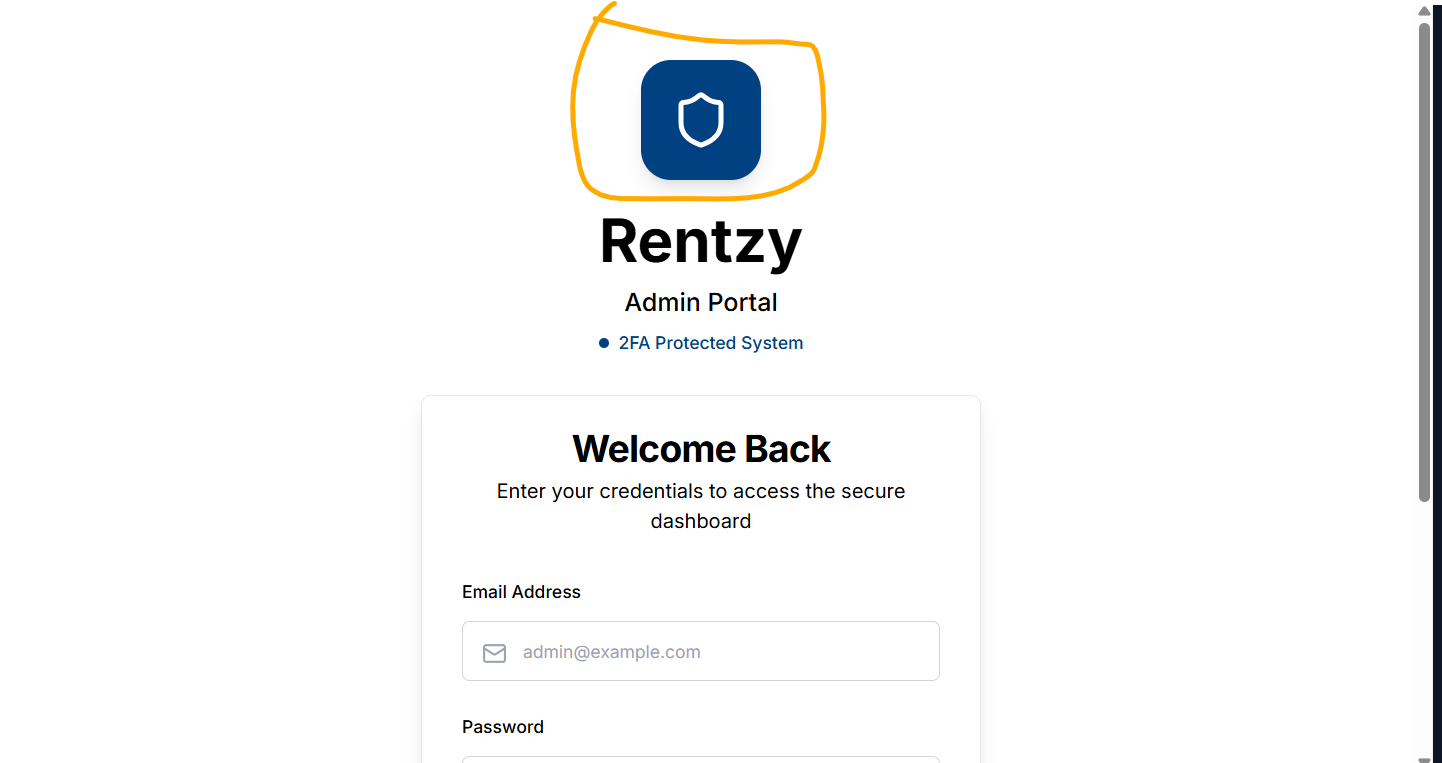 Rentzy
Admin Portal
2FA Protected System
Welcome Back
Enter your credentials to access the secure
dashboard
Email Address
admin@example.com
Password